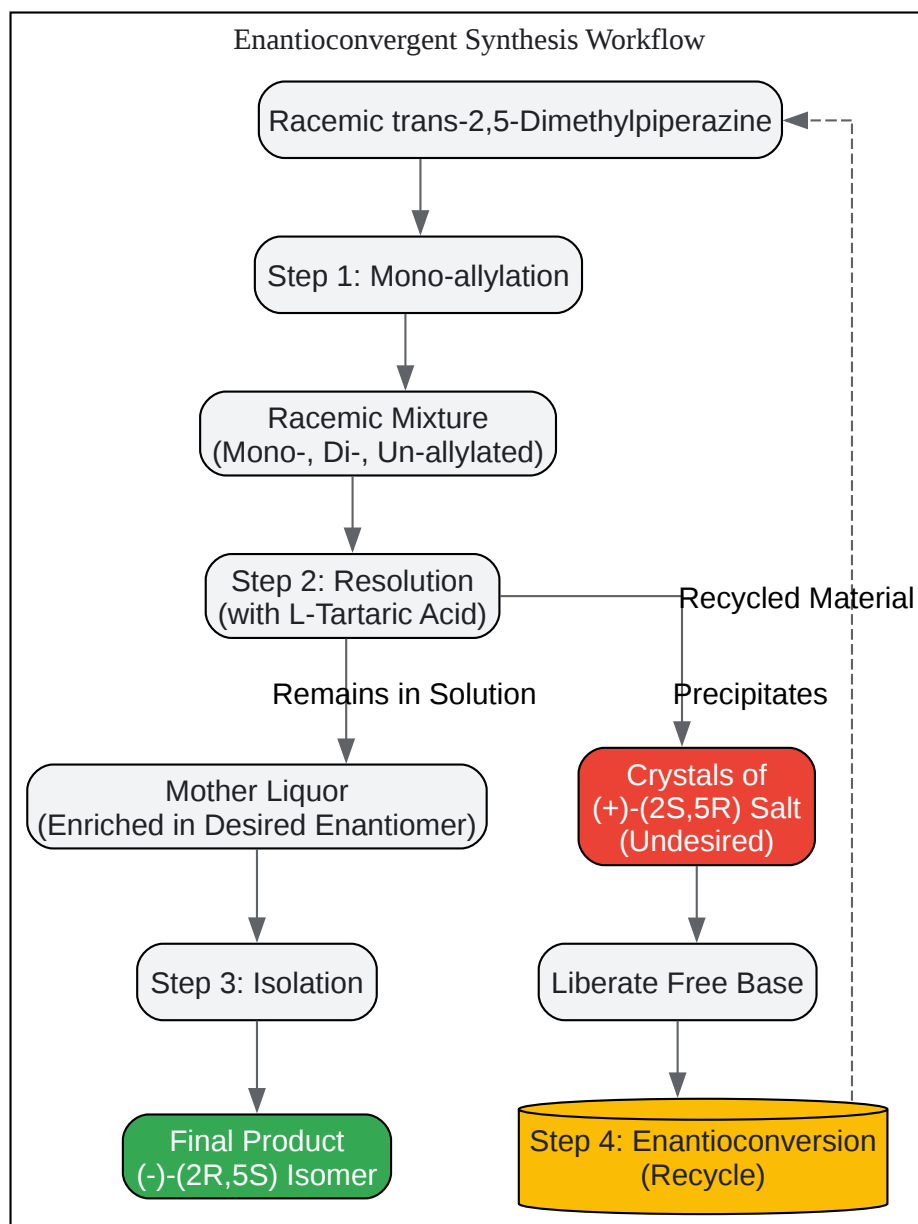 Enantioconvergent Synthesis Workflow
Racemic trans-2,5-Dimethylpiperazine
Step 1: Mono-allylation
Racemic Mixture
(Mono-, Di-, Un-allylated)
Step 2: Resolution
(with L-Tartaric Acid)
Recycled Material
Remains in Solution
Precipitates
Mother Liquor
(Enriched in Desired Enantiomer)
Crystals of
(+)-(2S,5R) Salt
(Undesired)
Step 3: Isolation
Liberate Free Base
Final Product
(-)-(2R,5S) Isomer
Step 4: Enantioconversion
(Recycle)